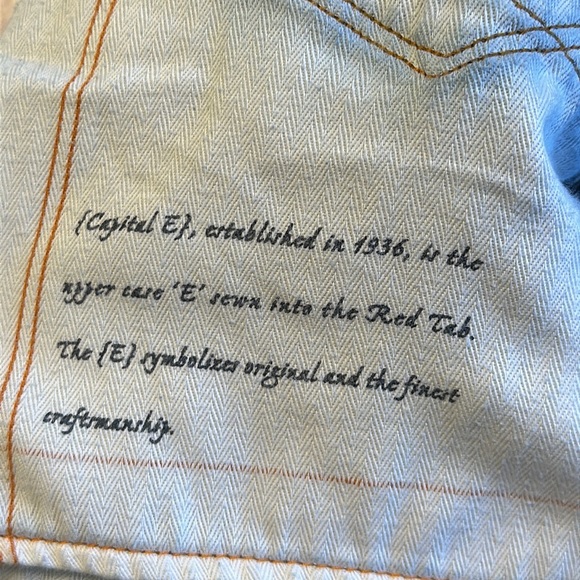 {Capital E}, established in 1936, is the
upper case 'E' sewn into the Red Tab.
The {E} symbolizes original and the finest
craftsmanship.